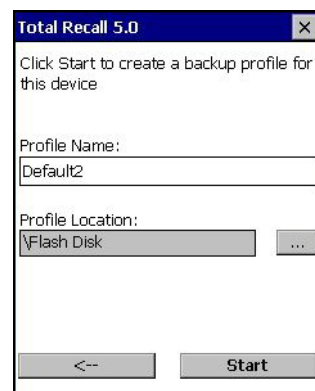 Total Recall 5.0
Click Start to create a backup profile for
this device
Profile Name:
Default2
Profile Location:
\Flash Disk
...
<--
Start